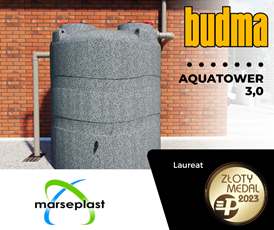 budma
AQUATOWER
3,0
marseplast
Laureat
ZŁOTY
MEDAL
2023